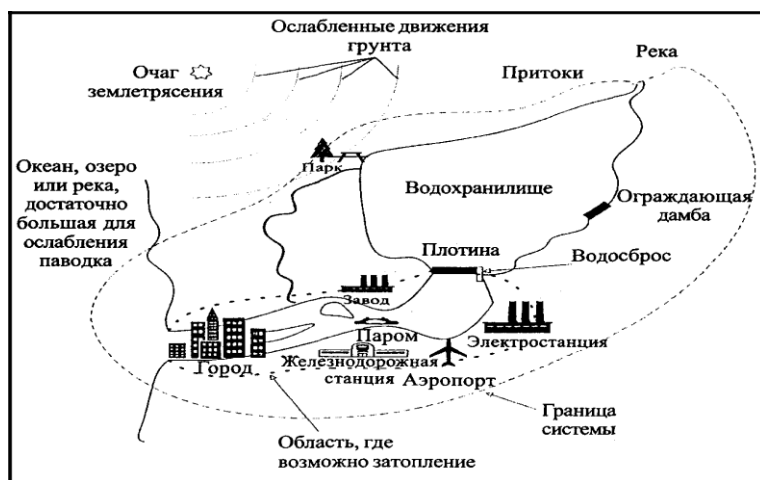 Ослабленные движения
грунта
Река
Очаг
землетрясения
Притоки
Парк
Океан, озеро
или река,
достаточно
большая для
ослабления
паводка
Водохранилище
Ограждающая
дамба
Плотина
Водосброс
Завод
Паром
Электростанция
Город
Железнодорожная
станция
Аэропорт
Граница
системы
Область, где
возможно затопление